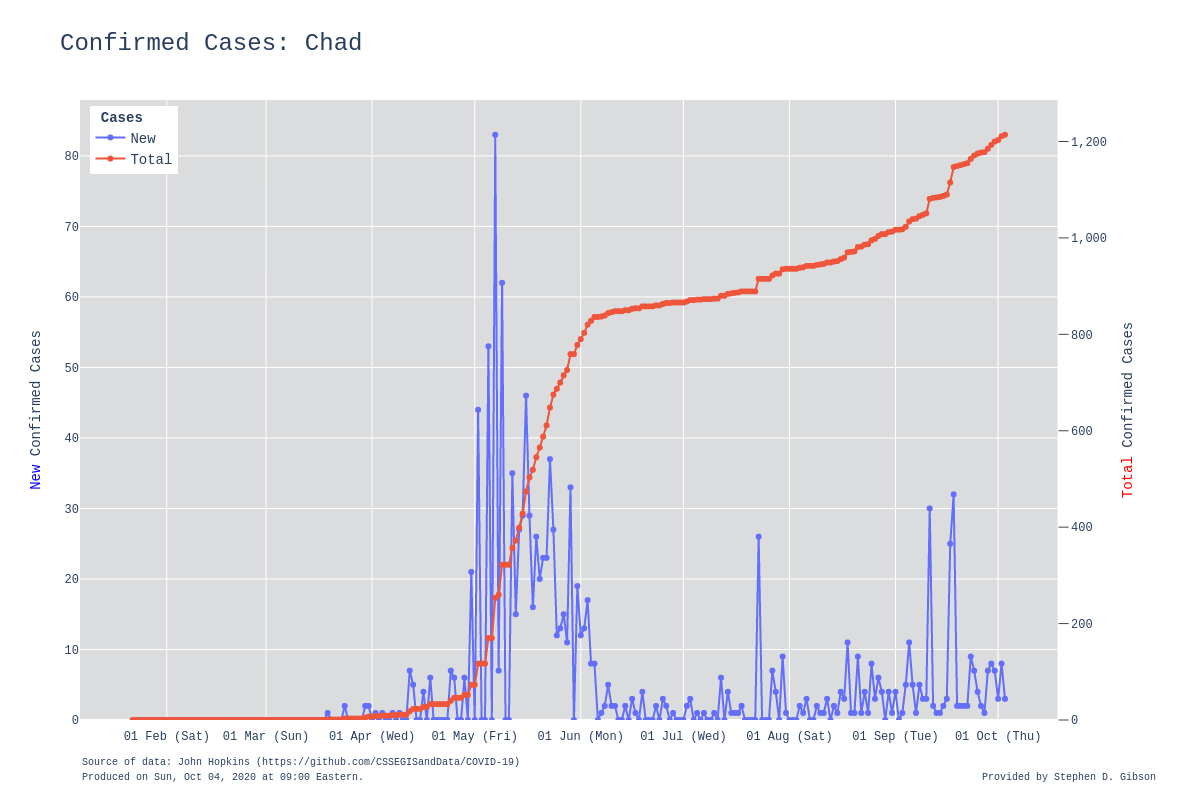 Confirmed Cases: Chad
Cases
New
Total
80
70
60
50
40
30
20
10
0
New Confirmed Cases
1,200
1,000
800
600
400
200
0
Total Confirmed Cases
01 Feb (Sat)
01 Mar (Sun)
01 Apr (Wed)
01 May (Fri)
01 Jun (Mon)
01 Jul (Wed)
01 Aug (Sat)
01 Sep (Tue)
01 Oct (Thu)
Source of data: John Hopkins (https://github.com/CSSEGISandData/COVID-19)
Produced on Sun, Oct 04, 2020 at 09:00 Eastern.
Provided by Stephen D. Gibson